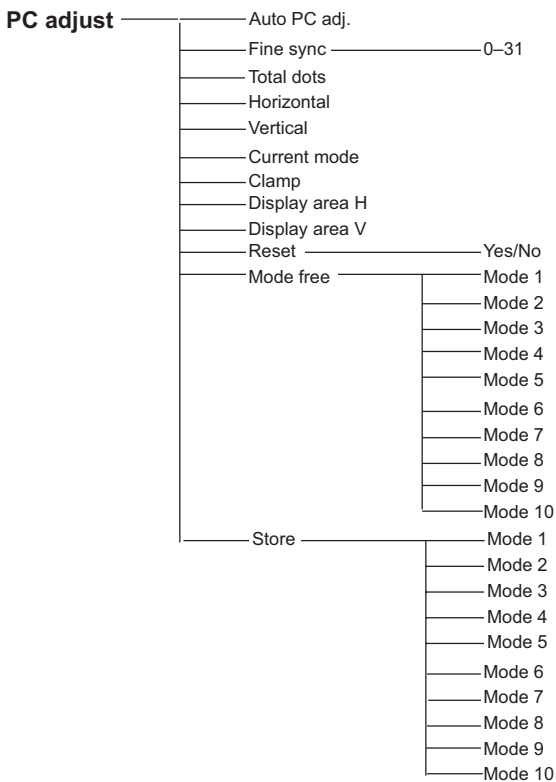 PC adjust Auto PC adj.
Fine sync 0–31
Total dots
Horizontal
Vertical
Current mode
Clamp
Display area H
Display area V
Reset Yes/No
Mode free Mode 1
Mode 2
Mode 3
Mode 4
Mode 5
Mode 6
Mode 7
Mode 8
Mode 9
Mode 10
Store Mode 1
Mode 2
Mode 3
Mode 4
Mode 5
Mode 6
Mode 7
Mode 8
Mode 9
Mode 10